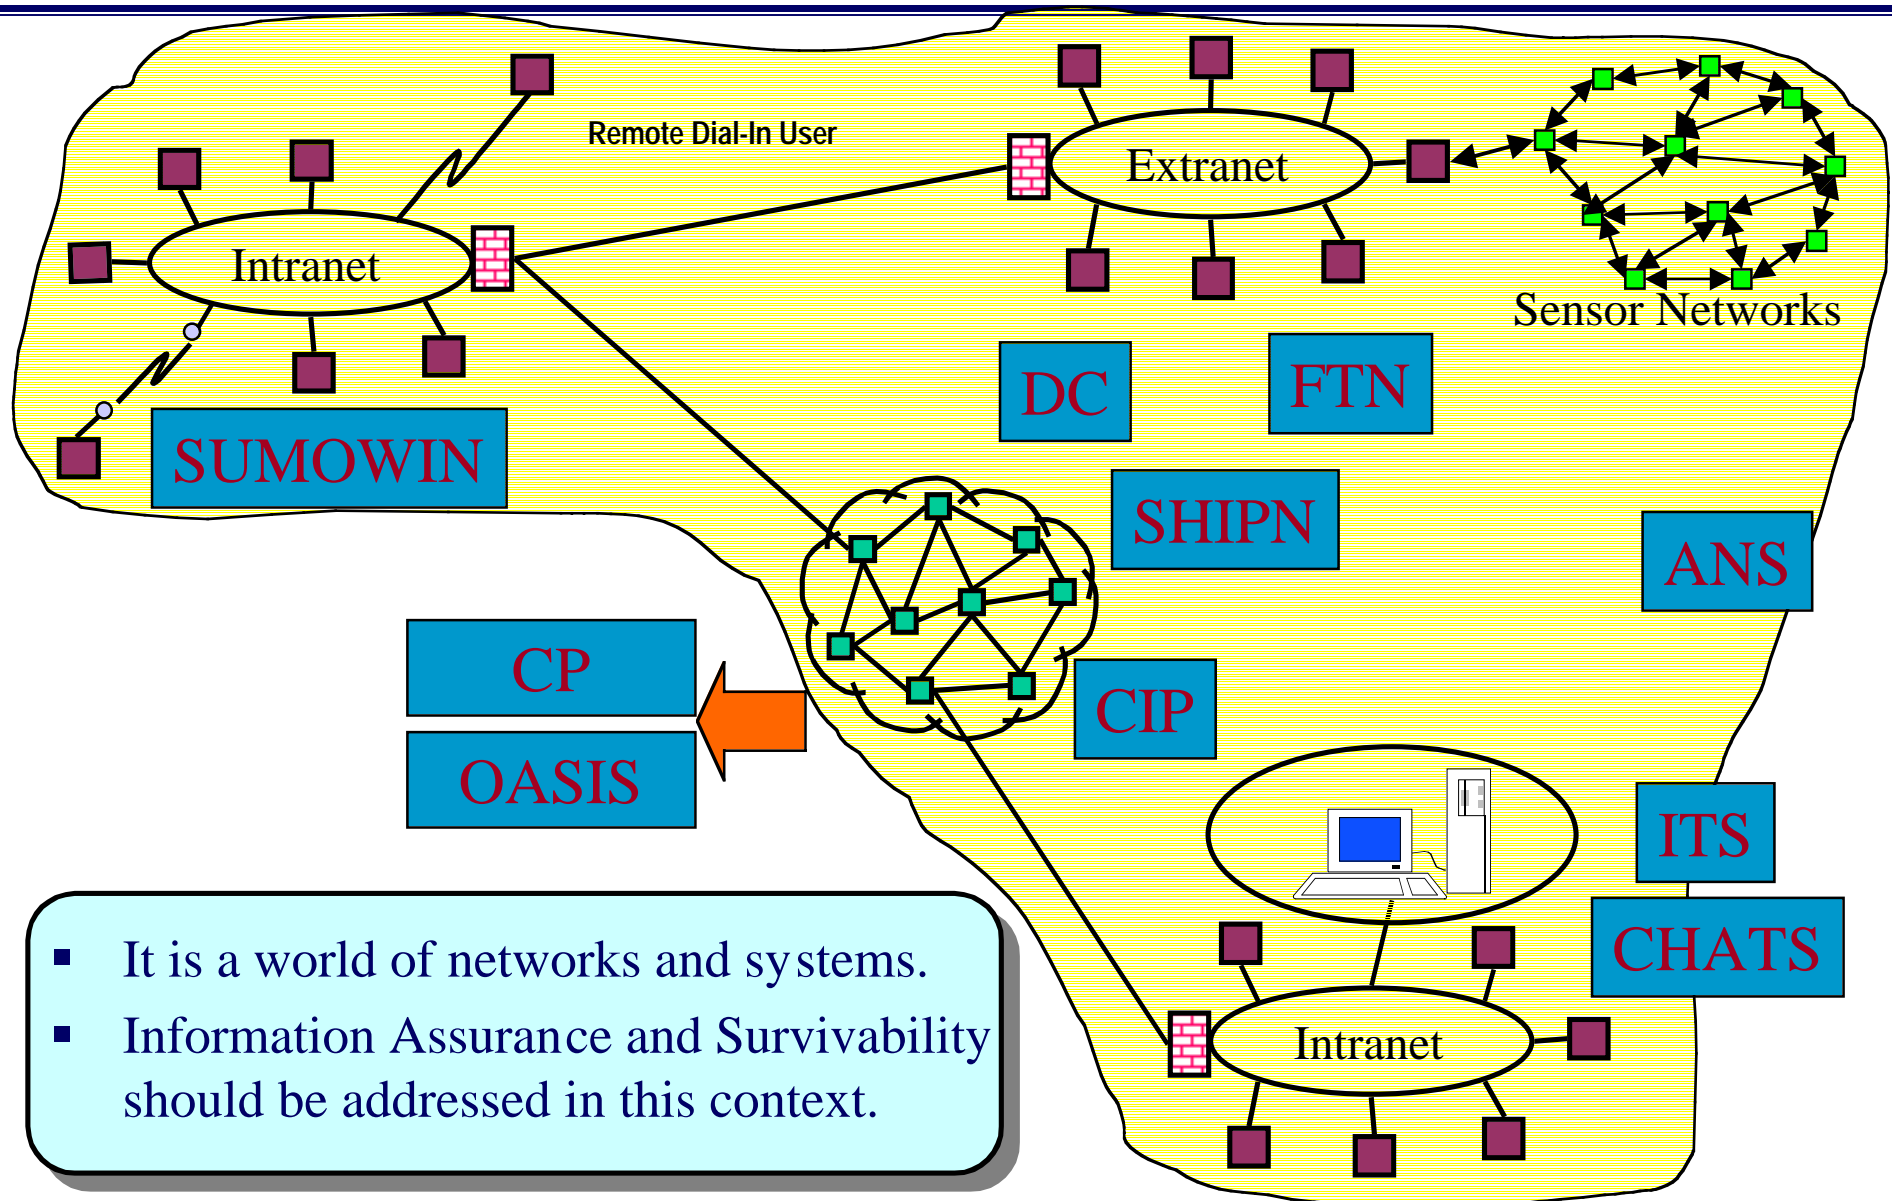 Remote Dial-In User
Extranet
Intranet
Sensor Networks
DC
FTN
SUMOWIN
SHIPN
ANS
CP
CIP
OASIS
ITS
CHATS
▪ It is a world of networks and systems.
▪ Information Assurance and Survivability
should be addressed in this context.
Intranet